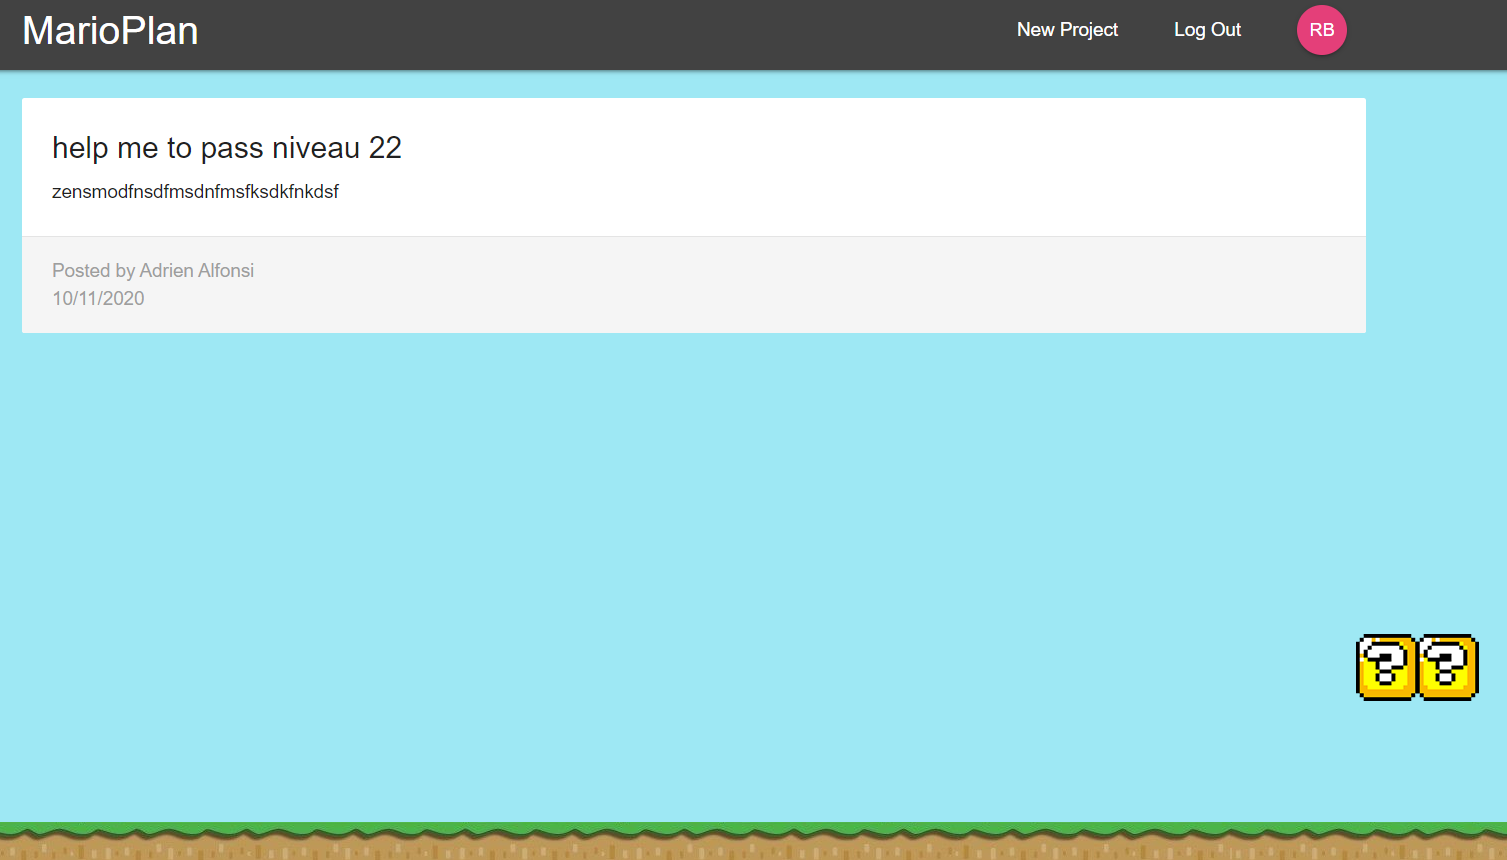 MarioPlan
New Project
Log Out
RB
help me to pass niveau 22
zensmodfnsdfmsdnfmsfksdkfnkdsf
Posted by Adrien Alfonsi
10/11/2020
? ?